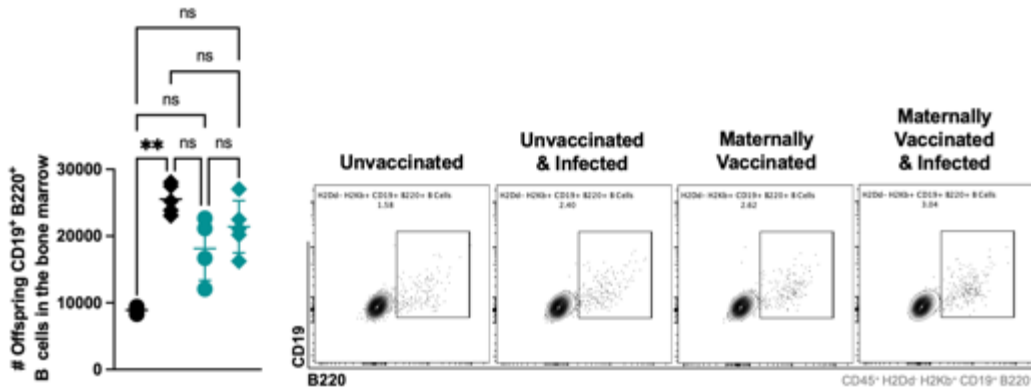 ns
ns
ns
ns
** ns ns
30000
20000
10000
0
# Offspring CD19+ B220+
B cells in the bone marrow
Unvaccinated
Unvaccinated
& Infected
Maternally
Vaccinated
Maternally
Vaccinated
& Infected
H2Dd- H2Kb+ CD19+ B220+ B Cells
1.58
H2Dd- H2Kb+ CD19+ B220+ B Cells
2.40
H2Dd- H2Kb+ CD19+ B220+ B Cells
2.62
H2Dd- H2Kb+ CD19+ B220+ B Cells
3.04
CD19
B220
CD45+ H2Dd- H2Kb+ CD19+ B220